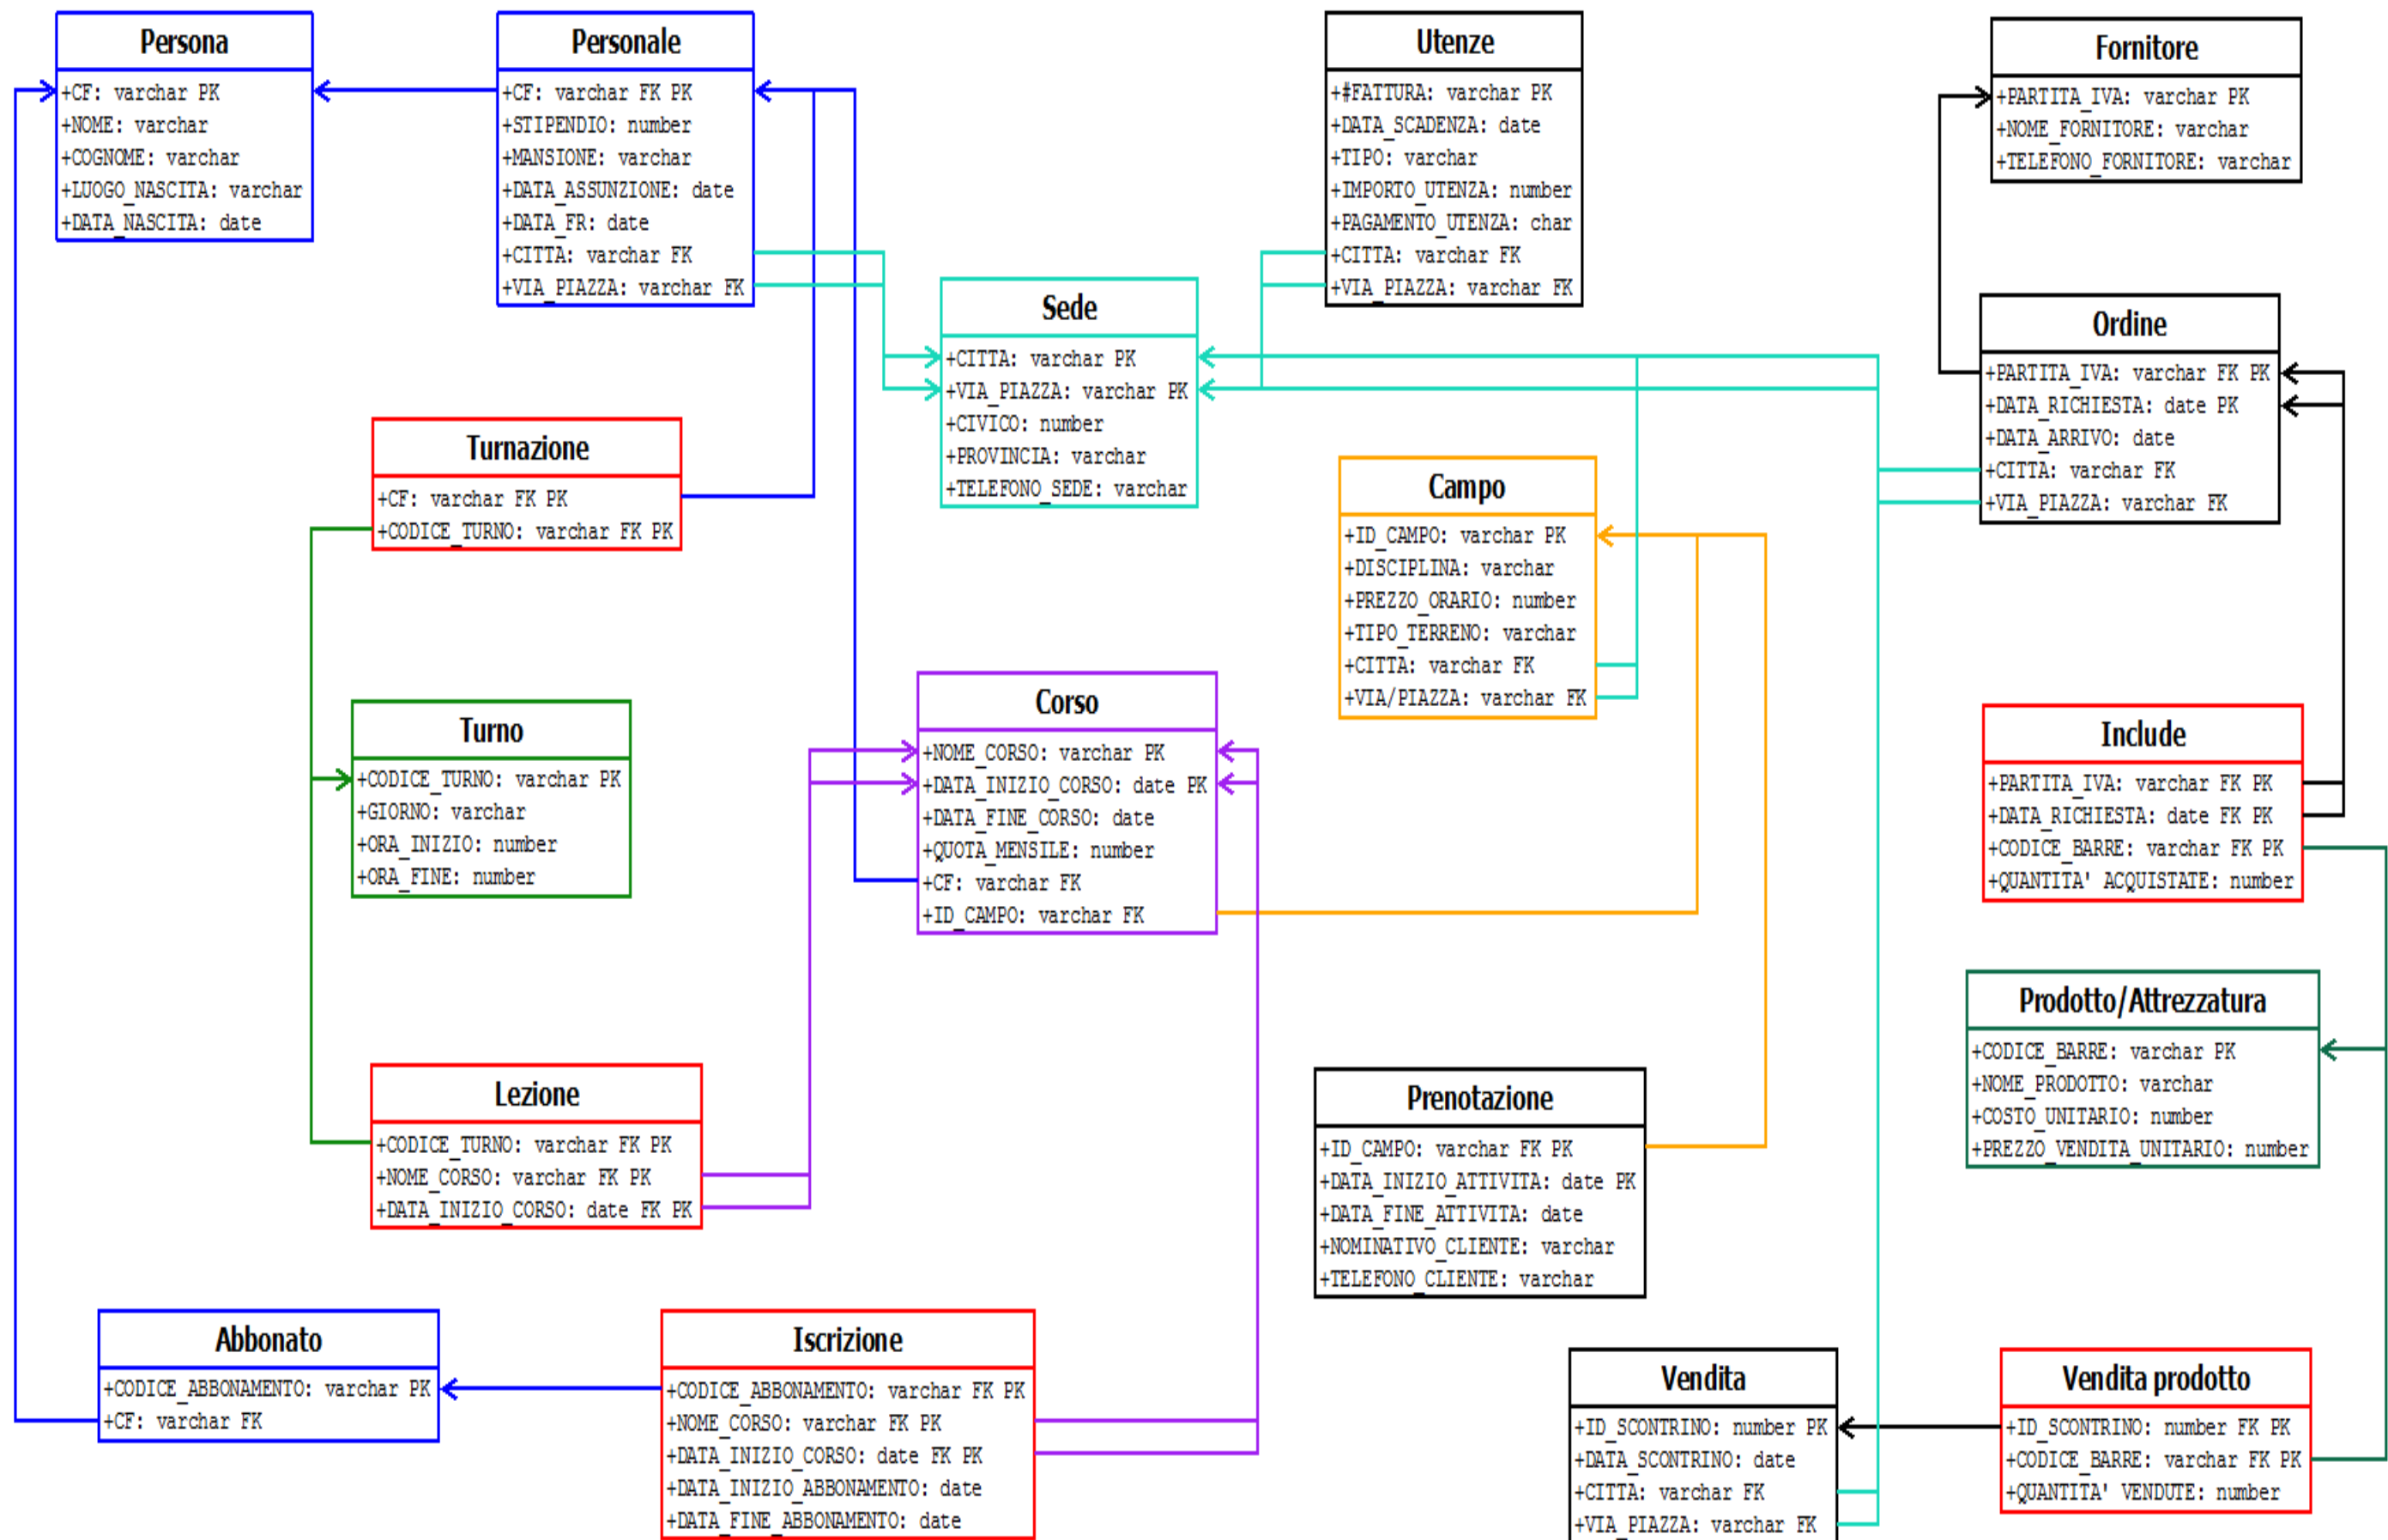 Persona
+CF: varchar PK
+NOME: varchar
+COGNOME: varchar
+LUOGO_NASCITA: varchar
+DATA_NASCITA: date
Personale
+CF: varchar FK PK
+STIPENDIO: number
+MANSIONE: varchar
+DATA_ASSUNZIONE: date
+DATA_FR: date
+CITTA: varchar FK
+VIA_PIAZZA: varchar FK
Utenze
+#FATTURA: varchar PK
+DATA_SCADENZA: date
+TIPO: varchar
+IMPORTO_UTENZA: number
+PAGAMENTO_UTENZA: char
+CITTA: varchar FK
+VIA_PIAZZA: varchar FK
Fornitore
+PARTITA_IVA: varchar PK
+NOME_FORNITORE: varchar
+TELEFONO_FORNITORE: varchar
Sede
+CITTA: varchar PK
+VIA_PIAZZA: varchar PK
+CIVICO: number
+PROVINCIA: varchar
+TELEFONO_SEDE: varchar
Ordine
+PARTITA_IVA: varchar FK PK
+DATA_RICHIESTA: date PK
+DATA_ARRIVO: date
+CITTA: varchar FK
+VIA_PIAZZA: varchar FK
Turnazione
+CF: varchar FK PK
+CODICE_TURNO: varchar FK PK
Campo
+ID_CAMPO: varchar PK
+DISCIPLINA: varchar
+PREZZO_ORARIO: number
+TIPO_TERRENO: varchar
+CITTA: varchar FK
+VIA/PIAZZA: varchar FK
Turno
+CODICE_TURNO: varchar PK
+GIORNO: varchar
+ORA_INIZIO: number
+ORA_FINE: number
Corso
+NOME_CORSO: varchar PK
+DATA_INIZIO_CORSO: date PK
+DATA_FINE_CORSO: date
+QUOTA_MENSILE: number
+CF: varchar FK
+ID_CAMPO: varchar FK
Include
+PARTITA_IVA: varchar FK PK
+DATA_RICHIESTA: date FK PK
+CODICE_BARRE: varchar FK PK
+QUANTITA' ACQUISTATE: number
Prodotto/Attrezzatura
+CODICE_BARRE: varchar PK
+NOME_PRODOTTO: varchar
+COSTO_UNITARIO: number
+PREZZO_VENDITA_UNITARIO: number
Lezione
+CODICE_TURNO: varchar FK PK
+NOME_CORSO: varchar FK PK
+DATA_INIZIO_CORSO: date FK PK
Prenotazione
+ID_CAMPO: varchar FK PK
+DATA_INIZIO_ATTIVITA: date PK
+DATA_FINE_ATTIVITA: date
+NOMINATIVO_CLIENTE: varchar
+TELEFONO_CLIENTE: varchar
Abbonato
+CODICE_ABBONAMENTO: varchar PK
+CF: varchar FK
Iscrizione
+CODICE_ABBONAMENTO: varchar FK PK
+NOME_CORSO: varchar FK PK
+DATA_INIZIO_CORSO: date FK PK
+DATA_INIZIO_ABBONAMENTO: date
+DATA_FINE_ABBONAMENTO: date
Vendita
+ID_SCONTRINO: number PK
+DATA_SCONTRINO: date
+CITTA: varchar FK
+VIA_PIAZZA: varchar FK
Vendita prodotto
+ID_SCONTRINO: number FK PK
+CODICE_BARRE: varchar FK PK
+QUANTITA' VENDUTE: number